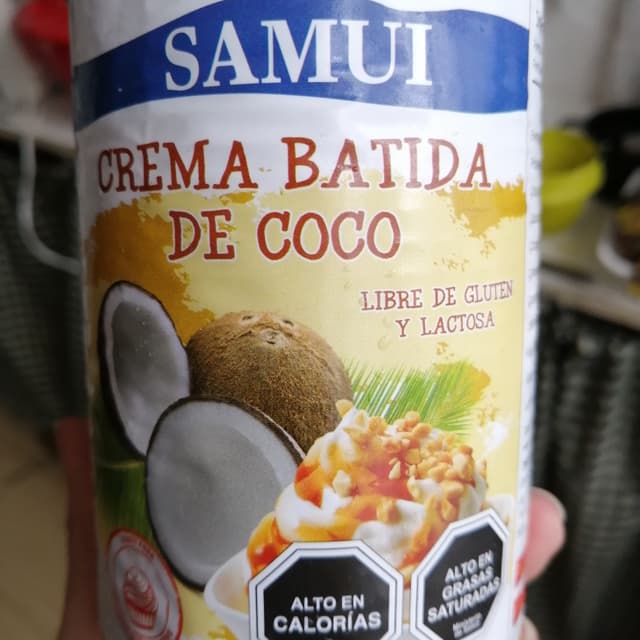 SAMUI
CREMA BATIDA
DE COCO
LIBRE DE GLUTEN
Y LACTOSA
ALTO EN
CALORÍAS
ALTO EN
GRASAS
SATURADAS